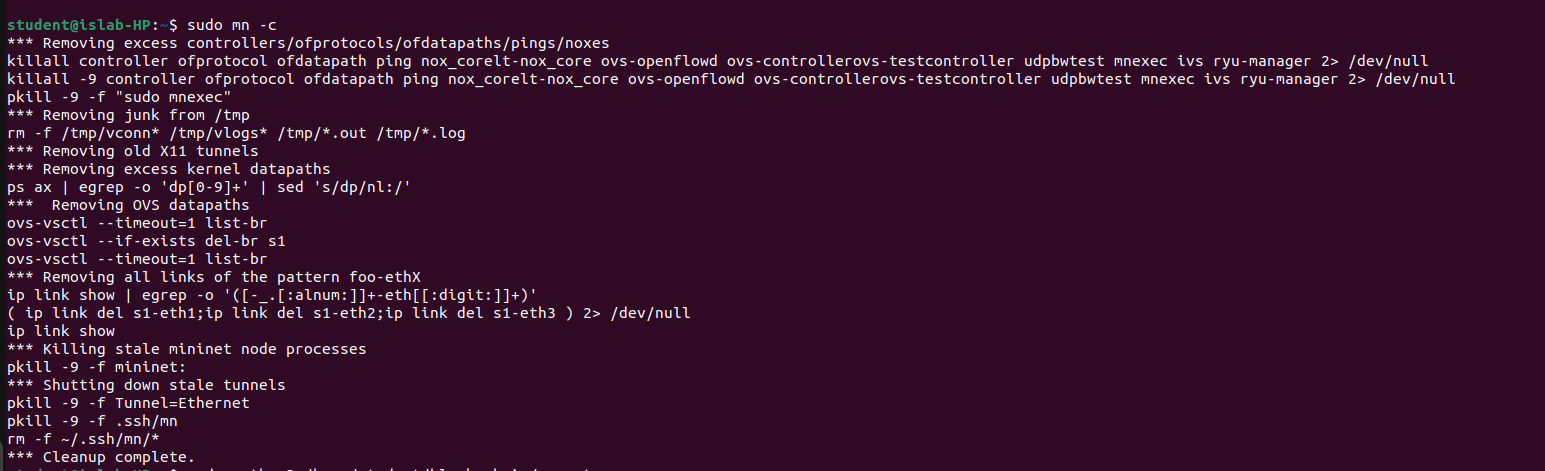 student@islab-HP:~$ sudo mn -c
*** Removing excess controllers/ofprotocols/ofdatapaths/pings/noxes
killall controller ofprotocol ofdatapath ping nox_corelt-nox_core ovs-openflowd ovs-controllerovs-testcontroller udpbwtest mnexec ivs ryu-manager 2> /dev/null
killall -9 controller ofprotocol ofdatapath ping nox_corelt-nox_core ovs-openflowd ovs-controllerovs-testcontroller udpbwtest mnexec ivs ryu-manager 2> /dev/null
pkill -9 -f "sudo mnexec"
*** Removing junk from /tmp
rm -f /tmp/vconn* /tmp/vlogs* /tmp/*.out /tmp/*.log
*** Removing old X11 tunnels
*** Removing excess kernel datapaths
ps ax | egrep -o 'dp[0-9]+' | sed 's/dp/nl:/'
***  Removing OVS datapaths
ovs-vsctl --timeout=1 list-br
ovs-vsctl --if-exists del-br s1
ovs-vsctl --timeout=1 list-br
*** Removing all links of the pattern foo-ethX
ip link show | egrep -o '([-_.[:alnum:]]+-eth[[:digit:]]+)'
( ip link del s1-eth1;ip link del s1-eth2;ip link del s1-eth3 ) 2> /dev/null
ip link show
*** Killing stale mininet node processes
pkill -9 -f mininet:
*** Shutting down stale tunnels
pkill -9 -f Tunnel=Ethernet
pkill -9 -f .ssh/mn
rm -f ~/.ssh/mn/*
*** Cleanup complete.